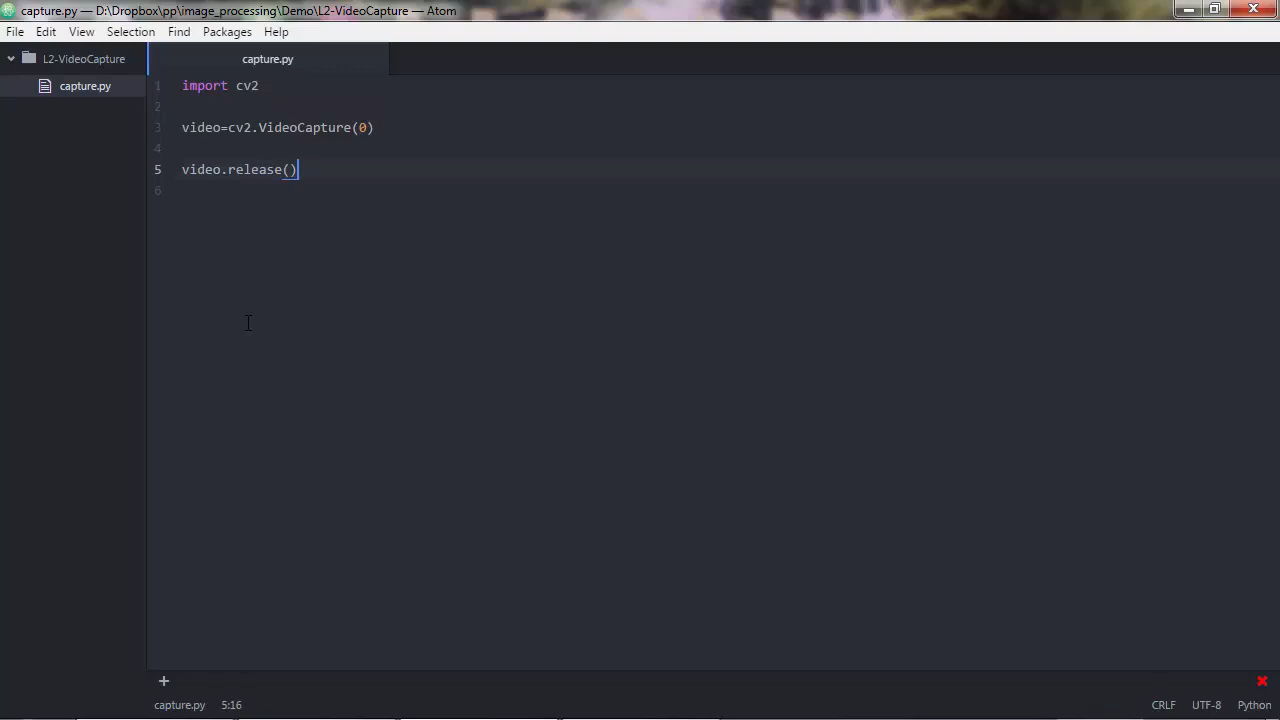 capture.py — D:\Dropbox\pp\image_processing\Demo\L2-VideoCapture — Atom
File Edit View Selection Find Packages Help
L2-VideoCapture
capture.py
capture.py
1 import cv2
2
3 video=cv2.VideoCapture(0)
4
5 video.release()
6
+
capture.py 5:16 CRLF UTF-8 Python